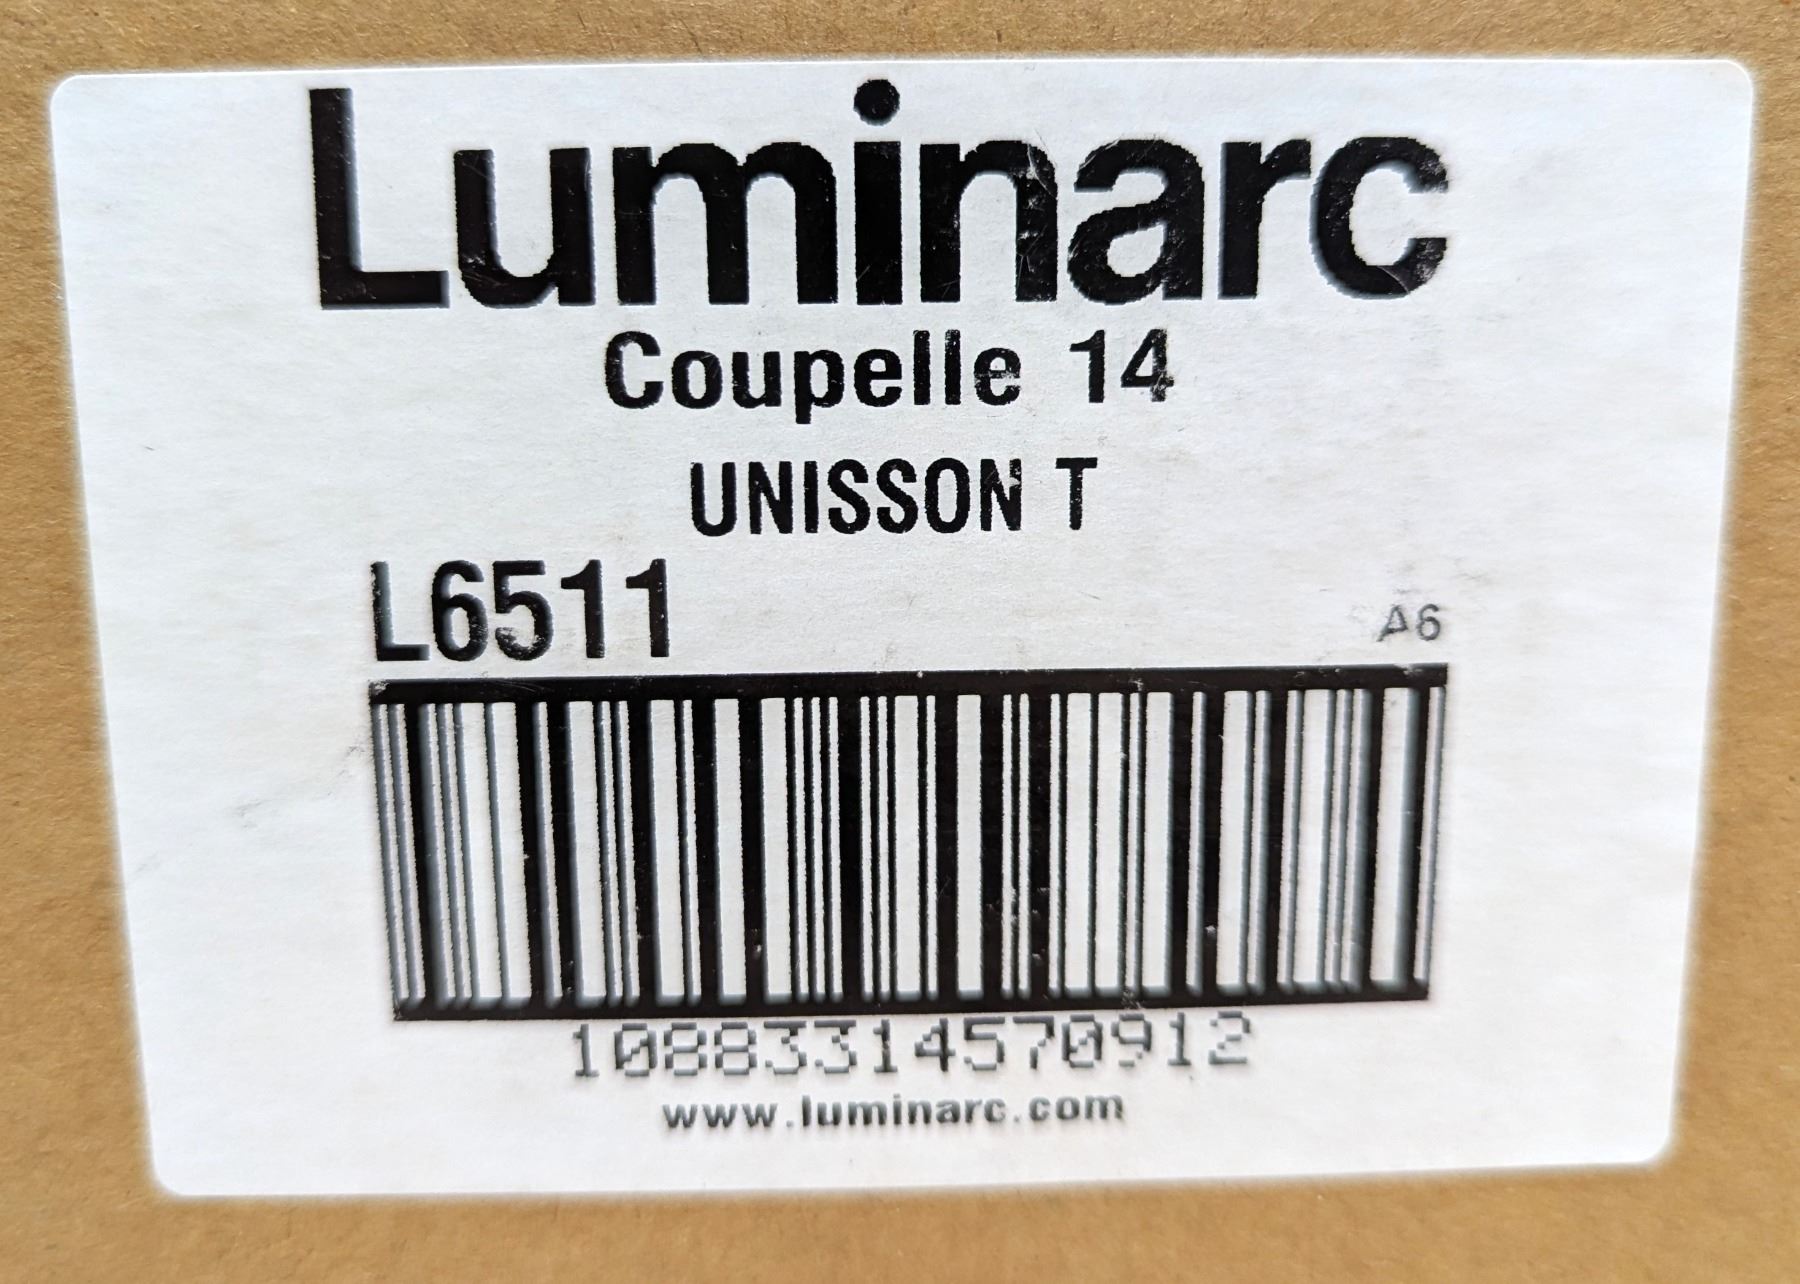 Luminarc
Coupelle 14
UNISSON T
L6511
A6
10883314570912
www.luminarc.com